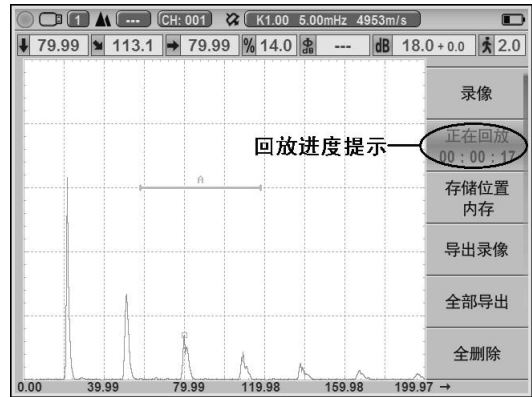 1 --- CH: 001 K1.00 5.00mHz 4953m/s
79.99 113.1 79.99 % 14.0 dB --- dB 18.0 + 0.0 2.0
录像
回放进度提示
正在回放
00 : 00 : 17
A
存储位置
内存
导出录像
全部导出
全删除
0.00 39.99 79.99 119.98 159.98 199.97 →